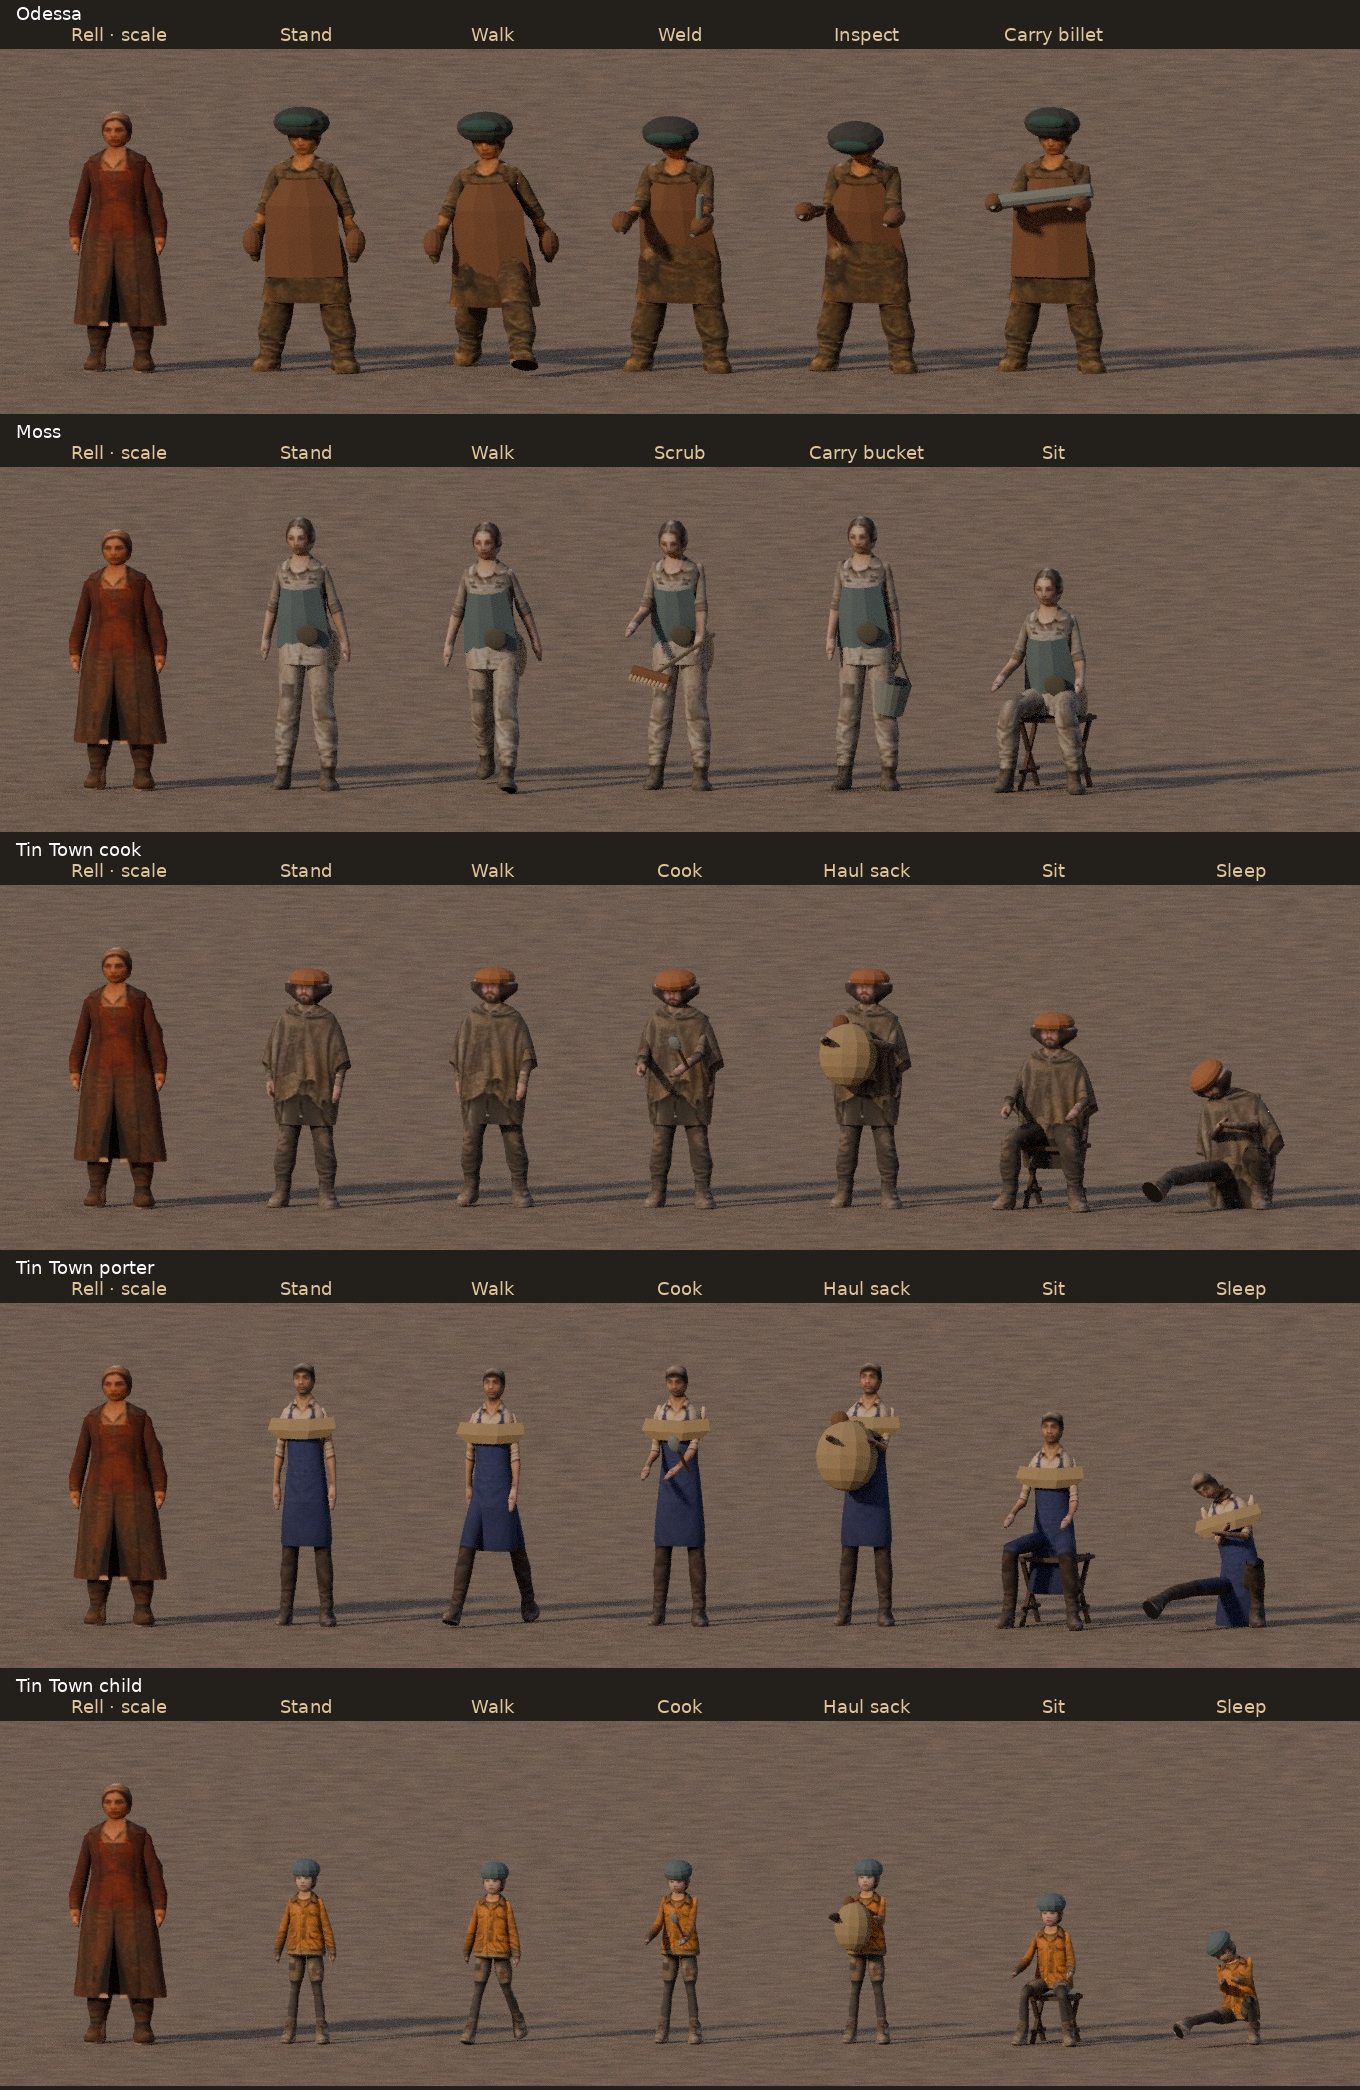 Odessa
Rell · scale Stand Walk Weld Inspect Carry billet
Moss
Rell · scale Stand Walk Scrub Carry bucket Sit
Tin Town cook
Rell · scale Stand Walk Cook Haul sack Sit Sleep
Tin Town porter
Rell · scale Stand Walk Cook Haul sack Sit Sleep
Tin Town child
Rell · scale Stand Walk Cook Haul sack Sit Sleep